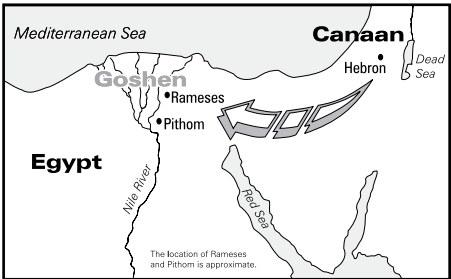 Mediterranean Sea
Canaan
Dead
Sea
Hebron
Goshen
Rameses
Pithom
Egypt
Nile River
Red Sea
The location of Rameses
and Pithom is approximate.